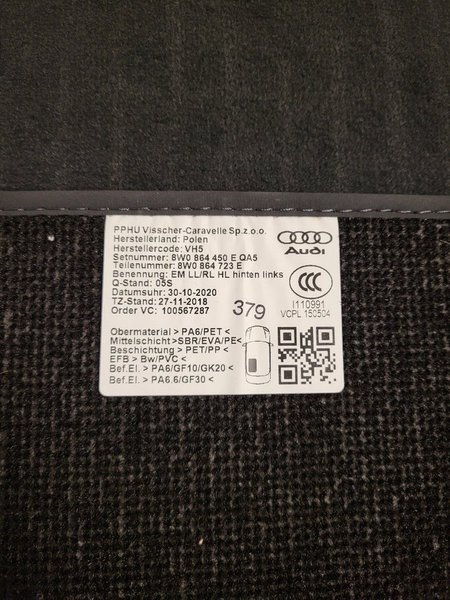 PPHU Visscher-Caravelle Sp.z.o.o.
Herstellerland: Polen
Herstellercode: VH5
Setnummer: 8W0 864 450 E QA5
Teilenummer: 8W0 864 723 E
Benennung: EM LL/RL HL hinten links
Q-Stand: 05S
Datumsuhr: 30-10-2020
TZ-Stand: 27-11-2018
Order VC: 100567287
Audi
CCC
I110991
VCPL 150504
379
Obermaterial > PA6/PET <
Mittelschicht>SBR/EVA/PE<
Beschichtung > PET/PP <
EFB > Bw/PVC <
Bef.El. > PA6/GF10/GK20 <
Bef.El. > PA6.6/GF30 <